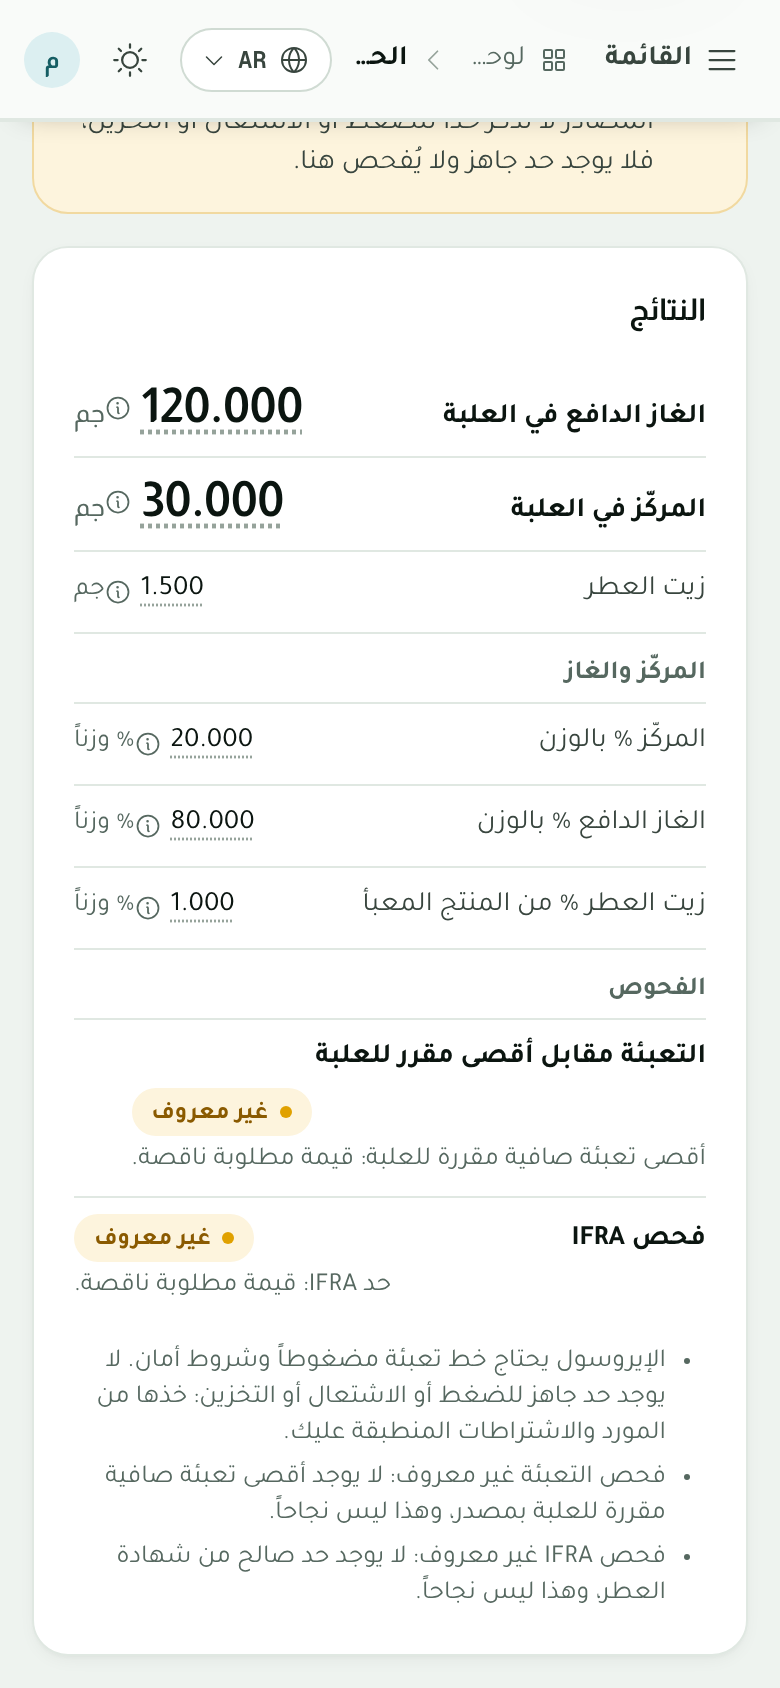 القائمة
لوحـ...
الحـ...
AR
م
فلا يوجد حد جاهز ولا يُفحص هنا.
النتائج
الغاز الدافع في العلبة 120.000 جم
المركّز في العلبة 30.000 جم
زيت العطر 1.500 جم
المركّز والغاز
المركّز % بالوزن 20.000 % وزناً
الغاز الدافع % بالوزن 80.000 % وزناً
زيت العطر % من المنتج المعبأ 1.000 % وزناً
الفحوص
التعبئة مقابل أقصى مقرر للعلبة
غير معروف
أقصى تعبئة صافية مقررة للعلبة: قيمة مطلوبة ناقصة.
فحص IFRA غير معروف
حد IFRA: قيمة مطلوبة ناقصة.
• الإيروسول يحتاج خط تعبئة مضغوطاً وشروط أمان. لا
يوجد حد جاهز للضغط أو الاشتعال أو التخزين: خذها من
المورد والاشتراطات المنطبقة عليك.
• فحص التعبئة غير معروف: لا يوجد أقصى تعبئة صافية
مقررة للعلبة بمصدر، وهذا ليس نجاحاً.
• فحص IFRA غير معروف: لا يوجد حد صالح من شهادة
العطر، وهذا ليس نجاحاً.